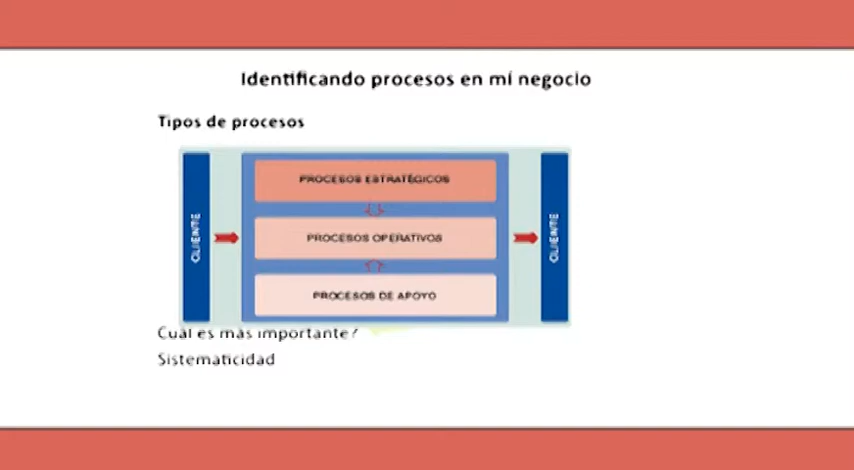 Identificando procesos en mi negocio
Tipos de procesos
CLIENTE
PROCESOS ESTRATÉGICOS
PROCESOS OPERATIVOS
PROCESOS DE APOYO
CLIENTE
Cuál es más importante?
Sistematicidad